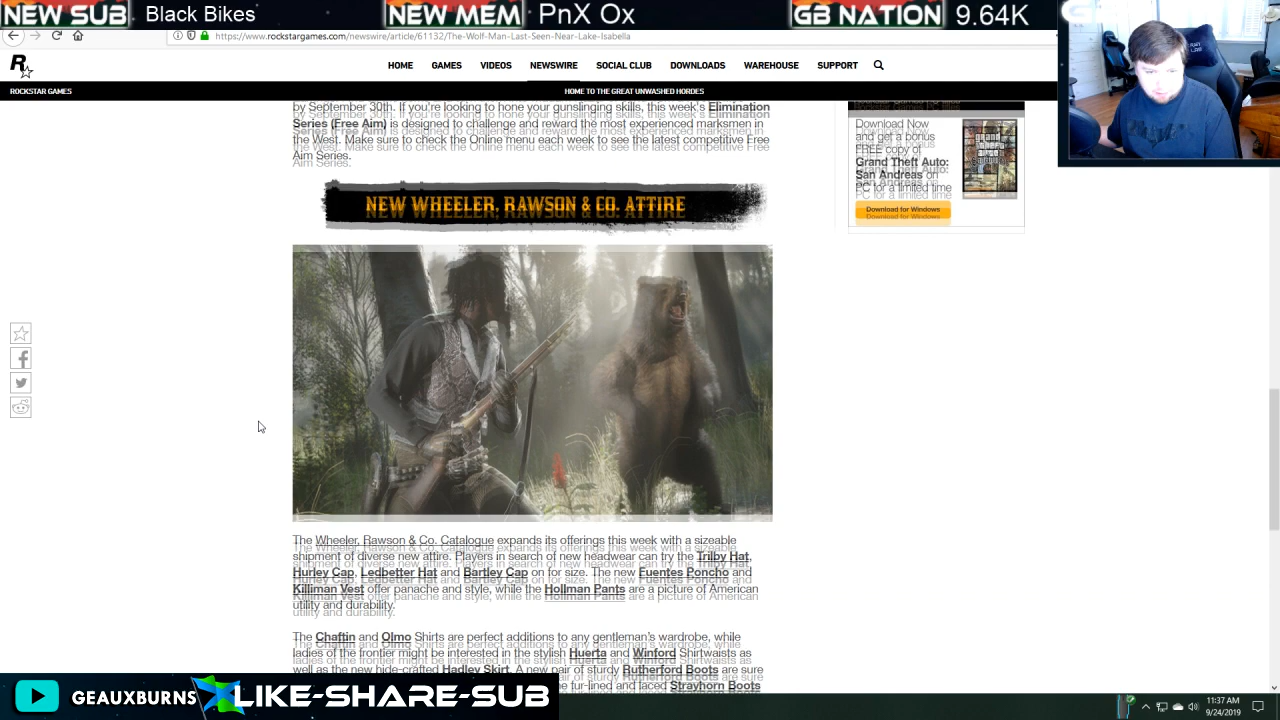 NEW SUB Black Bikes NEW MEM PnX Ox GB NATION 9.64K
https://www.rockstargames.com/newswire/article/61132/The-Wolf-Man-Last-Seen-Near-Lake-Isabella
R
HOME GAMES VIDEOS NEWSWIRE SOCIAL CLUB DOWNLOADS WAREHOUSE SUPPORT
ROCKSTAR GAMES HOME TO THE GREAT UNWASHED HORDES
by September 30th. If you're looking to hone your gunslinging skills, this week's Elimination
Series (Free Aim) is designed to challenge and reward the most experienced marksmen in
the West. Make sure to check the Online menu each week to see the latest competitive Free
Aim Series.
Download Now
and get a bonus
FREE copy of
Grand Theft Auto:
San Andreas on
PC for a limited time
Download for Windows
NEW WHEELER, RAWSON & CO. ATTIRE
The Wheeler, Rawson & Co. Catalogue expands its offerings this week with a sizeable
shipment of diverse new attire. Players in search of new headwear can try the Trilby Hat,
Hurley Cap, Ledbetter Hat and Bartley Cap on for size. The new Fuentes Poncho and
Killiman Vest offer panache and style, while the Hollman Pants are a picture of American
utility and durability.
The Chaftin and Olmo Shirts are perfect additions to any gentleman's wardrobe, while
ladies of the frontier might be interested in the stylish Huerta and Winford Shirtwaists as
well as the new hide-crafted Hadley Skirt. A new pair of sturdy Rutherford Boots are sure
fur-lined and laced Strayhorn Boots
GEAUXBURNS LIKE-SHARE-SUB
11:37 AM
9/24/2019